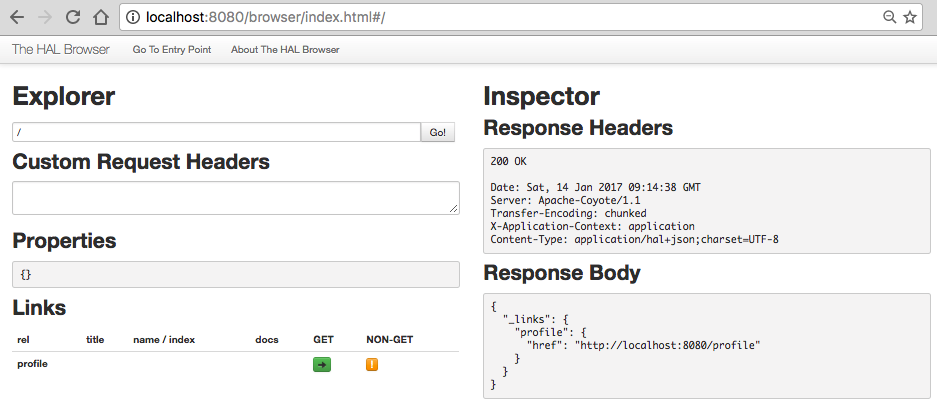 localhost:8080/browser/index.html#/
The HAL Browser Go To Entry Point About The HAL Browser
Explorer
/ Go!
Custom Request Headers
Properties
{}
Links
rel title name / index docs GET NON-GET
profile
Inspector
Response Headers
200 OK
Date: Sat, 14 Jan 2017 09:14:38 GMT
Server: Apache-Coyote/1.1
Transfer-Encoding: chunked
X-Application-Context: application
Content-Type: application/hal+json;charset=UTF-8
Response Body
{
  "_links": {
    "profile": {
      "href": "http://localhost:8080/profile"
    }
  }
}